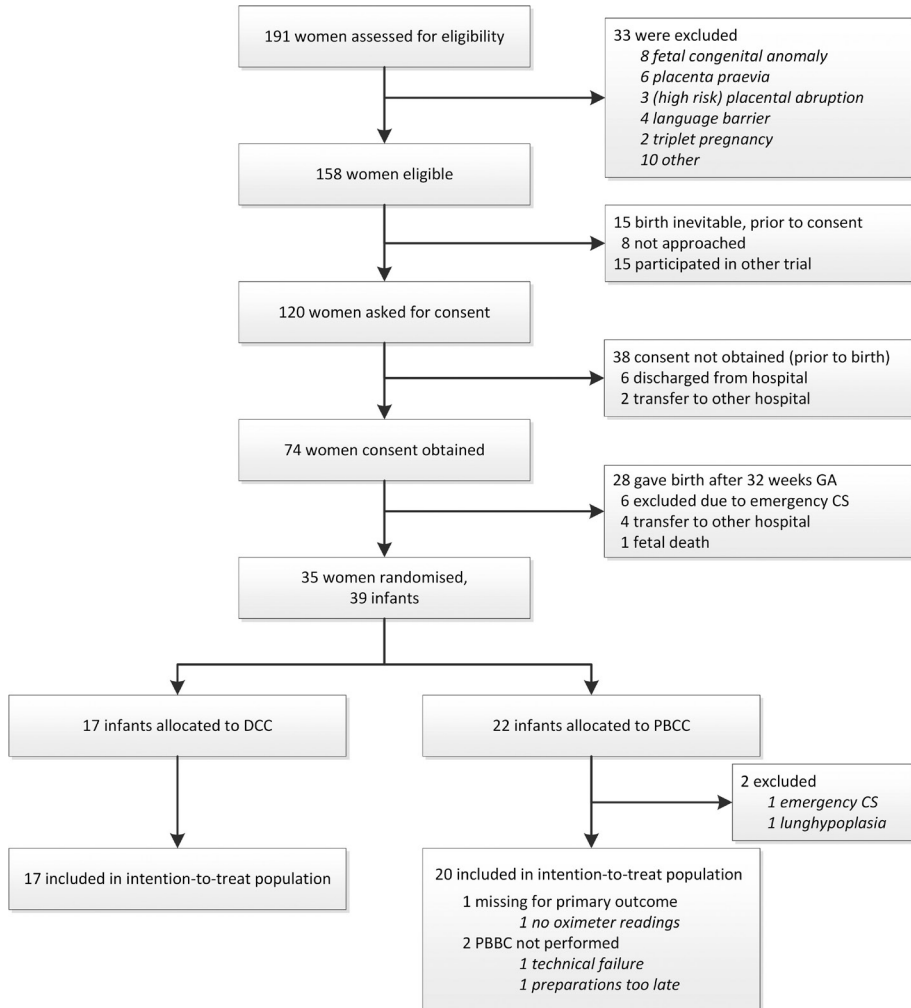 191 women assessed for eligibility
33 were excluded
8 fetal congenital anomaly
6 placenta praevia
3 (high risk) placental abruption
4 language barrier
2 triplet pregnancy
10 other
158 women eligible
15 birth inevitable, prior to consent
8 not approached
15 participated in other trial
120 women asked for consent
38 consent not obtained (prior to birth)
6 discharged from hospital
2 transfer to other hospital
74 women consent obtained
28 gave birth after 32 weeks GA
6 excluded due to emergency CS
4 transfer to other hospital
1 fetal death
35 women randomised,
39 infants
17 infants allocated to DCC
22 infants allocated to PBCC
2 excluded
1 emergency CS
1 lunghypoplasia
17 included in intention-to-treat population
20 included in intention-to-treat population
1 missing for primary outcome
1 no oximeter readings
2 PBBC not performed
1 technical failure
1 preparations too late